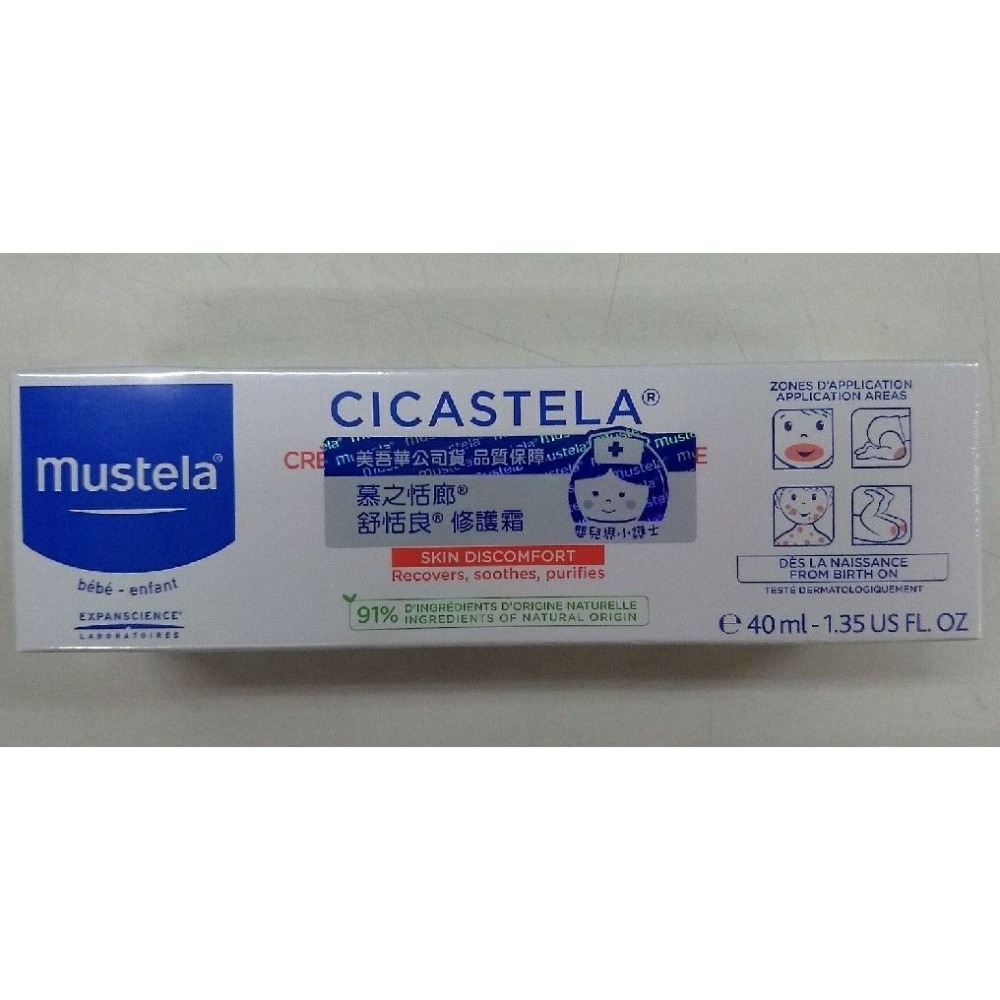 mustela®
bébé - enfant
EXPANSCIENCE®
LABORATOIRES
CICASTELA®
美吾華公司貨 品質保障
慕之恬廊®
舒恬良® 修護霜
嬰兒界小護士
SKIN DISCOMFORT
Recovers, soothes, purifies
91% D'INGRÉDIENTS D'ORIGINE NATURELLE
INGREDIENTS OF NATURAL ORIGIN
ZONES D'APPLICATION
APPLICATION AREAS
DÈS LA NAISSANCE
FROM BIRTH ON
TESTÉ DERMATOLOGIQUEMENT
℮ 40 ml - 1.35 US FL. OZ